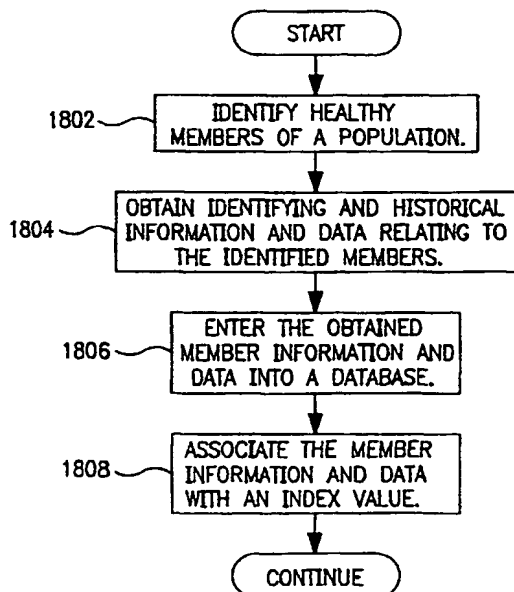 START
1802
IDENTIFY HEALTHY
MEMBERS OF A POPULATION.
1804
OBTAIN IDENTIFYING AND HISTORICAL
INFORMATION AND DATA RELATING TO
THE IDENTIFIED MEMBERS.
1806
ENTER THE OBTAINED
MEMBER INFORMATION AND
DATA INTO A DATABASE.
1808
ASSOCIATE THE MEMBER
INFORMATION AND DATA
WITH AN INDEX VALUE.
CONTINUE